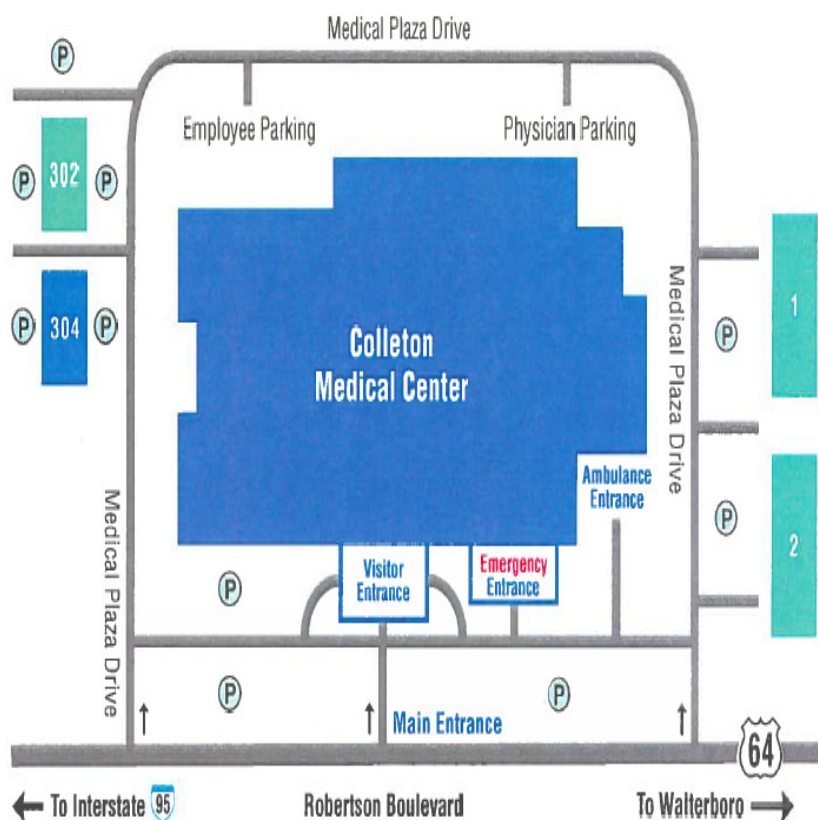 Medical Plaza Drive
P
Employee Parking
Physician Parking
302
P
P
304
P
P
Colleton
Medical Center
Medical Plaza Drive
1
P
Ambulance
Entrance
2
P
Medical Plaza Drive
Visitor
Entrance
Emergency
Entrance
P
P
P
Main Entrance
64
To Interstate 95
Robertson Boulevard
To Walterboro